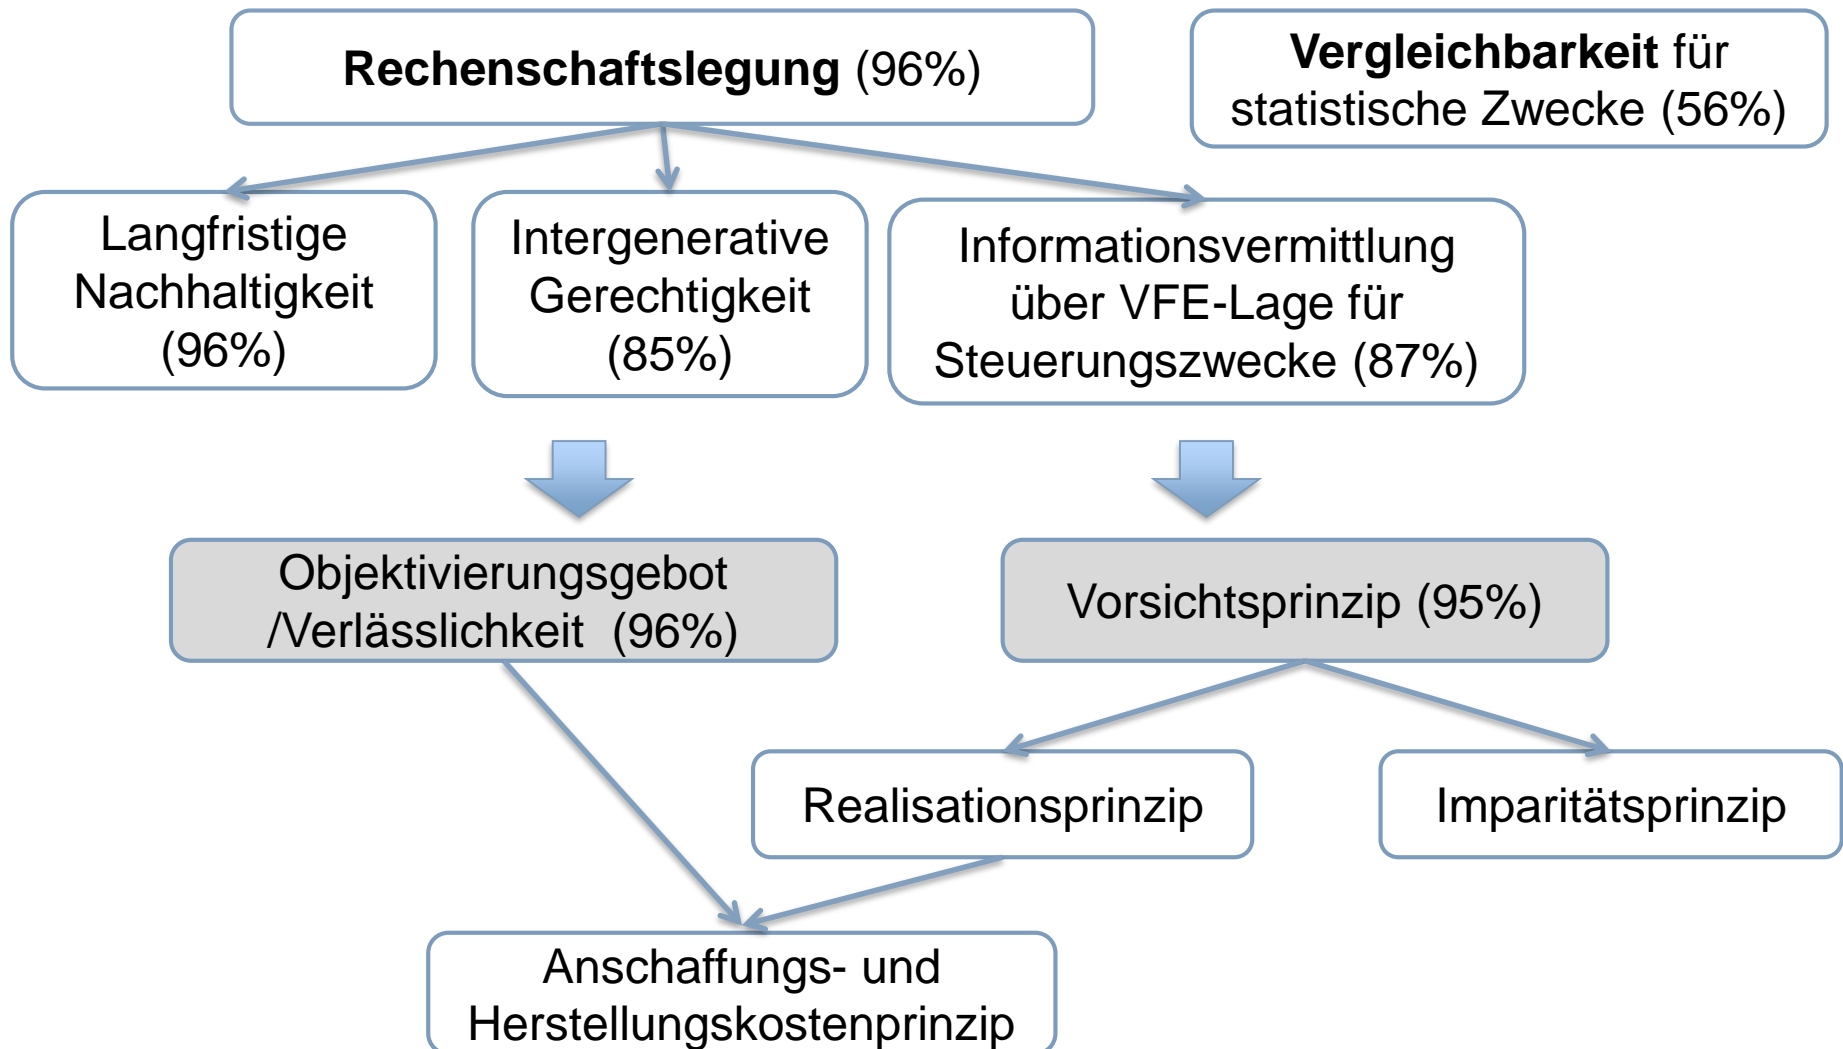 Rechenschaftslegung (96%)
Vergleichbarkeit für
statistische Zwecke (56%)
Langfristige
Nachhaltigkeit
(96%)
Intergenerative
Gerechtigkeit
(85%)
Informationsvermittlung
über VFE-Lage für
Steuerungszwecke (87%)
Objektivierungsgebot
/Verlässlichkeit (96%)
Vorsichtsprinzip (95%)
Realisationsprinzip
Imparitätsprinzip
Anschaffungs- und
Herstellungskostenprinzip